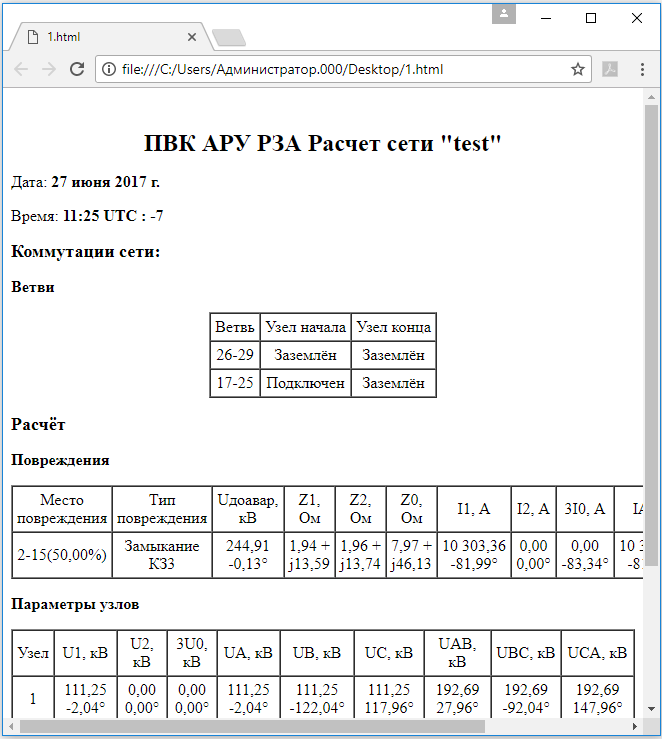 1.html
file:///C:/Users/Администратор.000/Desktop/1.html
ПВК АРУ РЗА Расчет сети "test"
Дата: 27 июня 2017 г.
Время: 11:25 UTC : -7
Коммутации сети:
Ветви
Ветвь Узел начала Узел конца
26-29 Заземлён Заземлён
17-25 Подключен Заземлён
Расчёт
Повреждения
Место Тип Uдоавар, Z1, Z2, Z0, I1, А I2, А 3I0, А
повреждения повреждения кВ Ом Ом Ом
2-15(50,00%) Замыкание 244,91 1,94 + 1,96 + 7,97 + 10 303,36 0,00 0,00
КЗ3 -0,13° j13,59 j13,74 j46,13 -81,99° 0,00° -83,34°
Параметры узлов
Узел U1, кВ U2, 3U0, UA, кВ UB, кВ UC, кВ UAB, UBC, кВ UCA, кВ
кВ кВ кВ
1 111,25 0,00 0,00 111,25 111,25 111,25 192,69 192,69 192,69
-2,04° 0,00° 0,00° -2,04° -122,04° 117,96° 27,96° -92,04° 147,96°